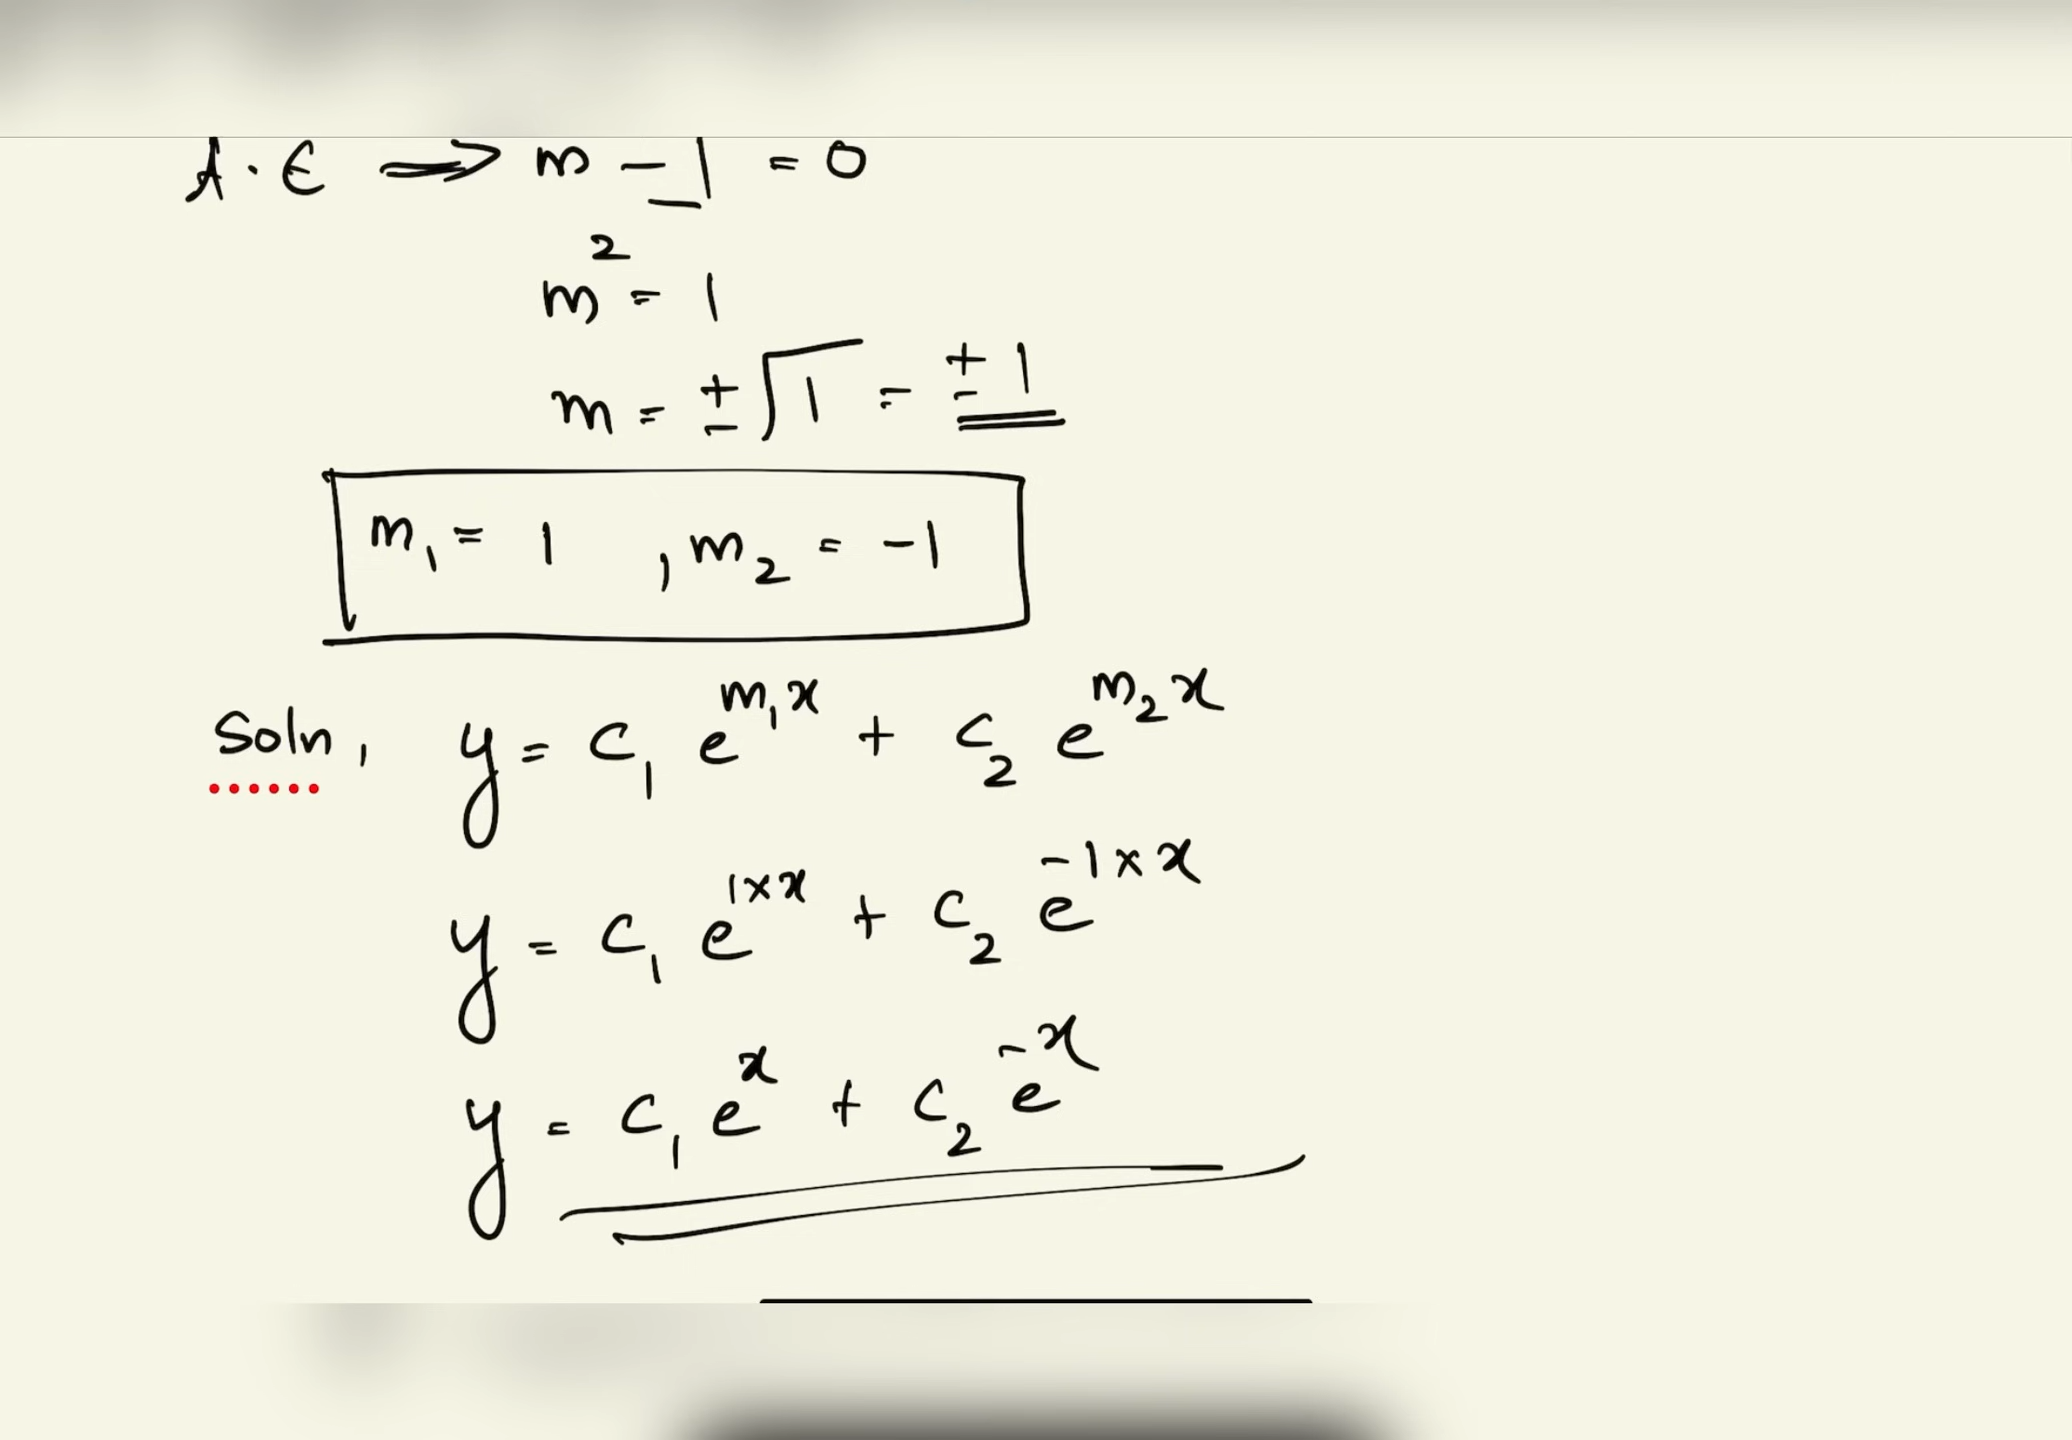 A.E ⟹ m - 1 = 0
m² = 1
m = ±√1 = ±1
m₁ = 1 , m₂ = -1
Soln, y = c₁ e^{m₁x} + c₂ e^{m₂x}
y = c₁ e^{1×x} + c₂ e^{-1×x}
y = c₁ e^{x} + c₂ e^{-x}